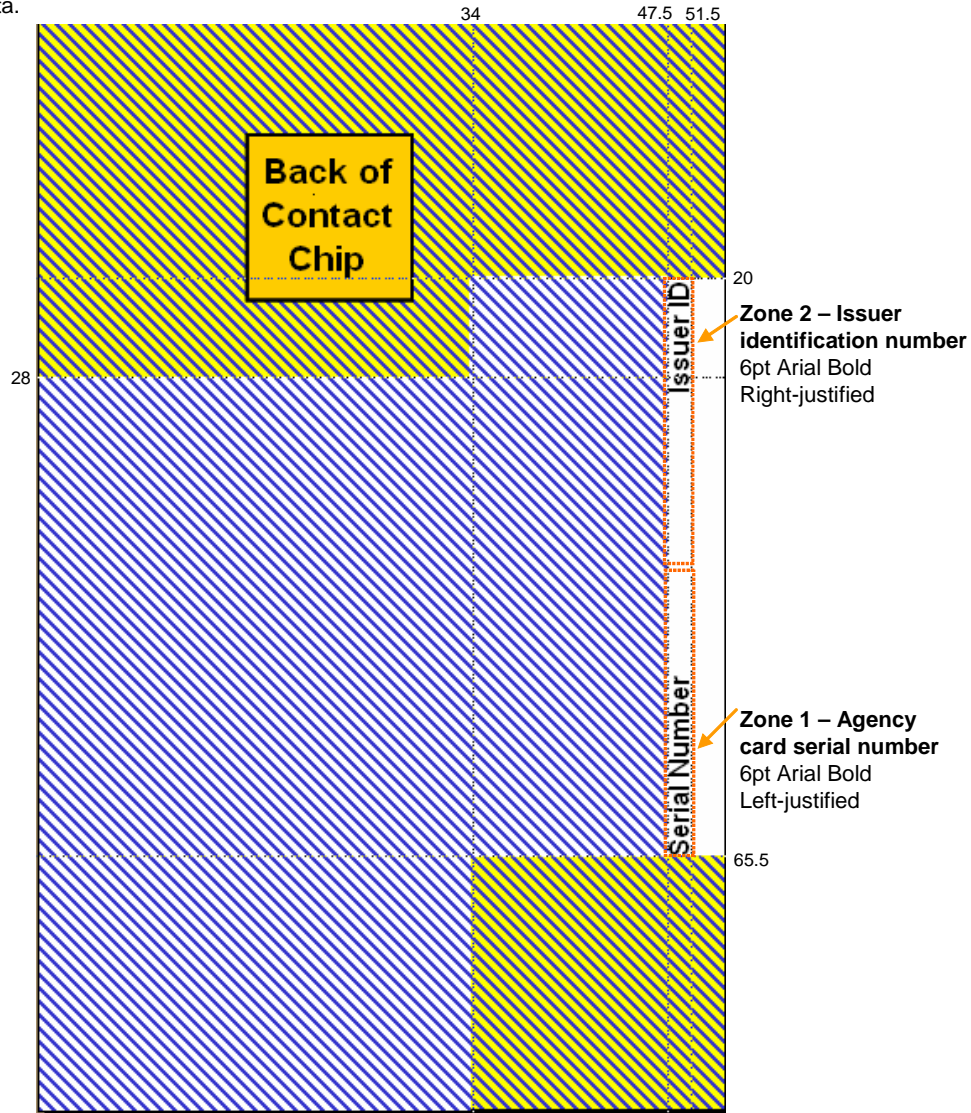 ta.
34
47.5 51.5
Back of
Contact
Chip
20
Issuer ID
Zone 2 – Issuer
identification number
6pt Arial Bold
Right-justified
28
Serial Number
Zone 1 – Agency
card serial number
6pt Arial Bold
Left-justified
65.5